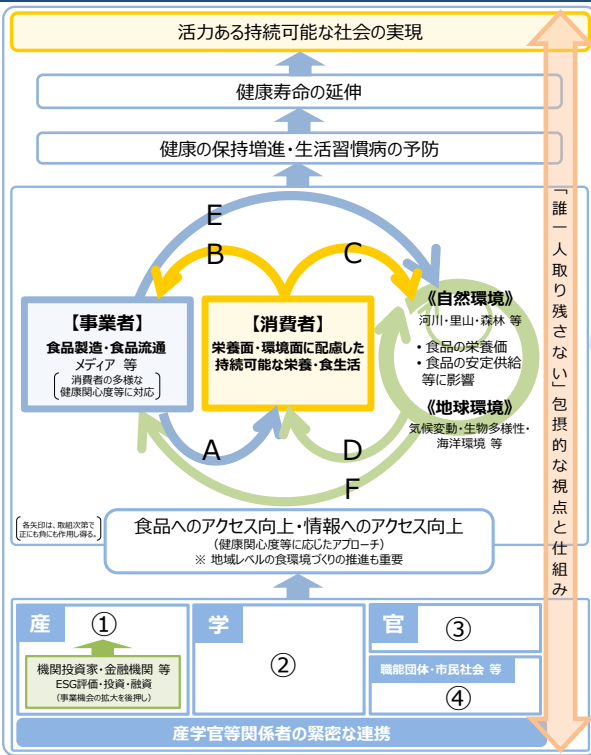 活力ある持続可能な社会の実現
健康寿命の延伸
健康の保持増進・生活習慣病の予防
E
B
C
【事業者】
食品製造・食品流通
メディア 等
消費者の多様な
健康関心度等に対応
【消費者】
栄養面・環境面に配慮した
持続可能な栄養・食生活
《自然環境》
河川・里山・森林 等
・食品の栄養価
・食品の安定供給
等に影響
《地球環境》
気候変動・生物多様性・
海洋環境 等
A
D
F
各矢印は、取組次第で
正にも負にも作用し得る。
食品へのアクセス向上・情報へのアクセス向上
(健康関心度等に応じたアプローチ)
※ 地域レベルの食環境づくりの推進も重要
産
①
機関投資家・金融機関 等
ESG評価・投資・融資
(事業機会の拡大を後押し)
学
②
官
③
職能団体・市民社会 等
④
産学官等関係者の緊密な連携
「誰一人取り残さない」包摂的な視点と仕組み